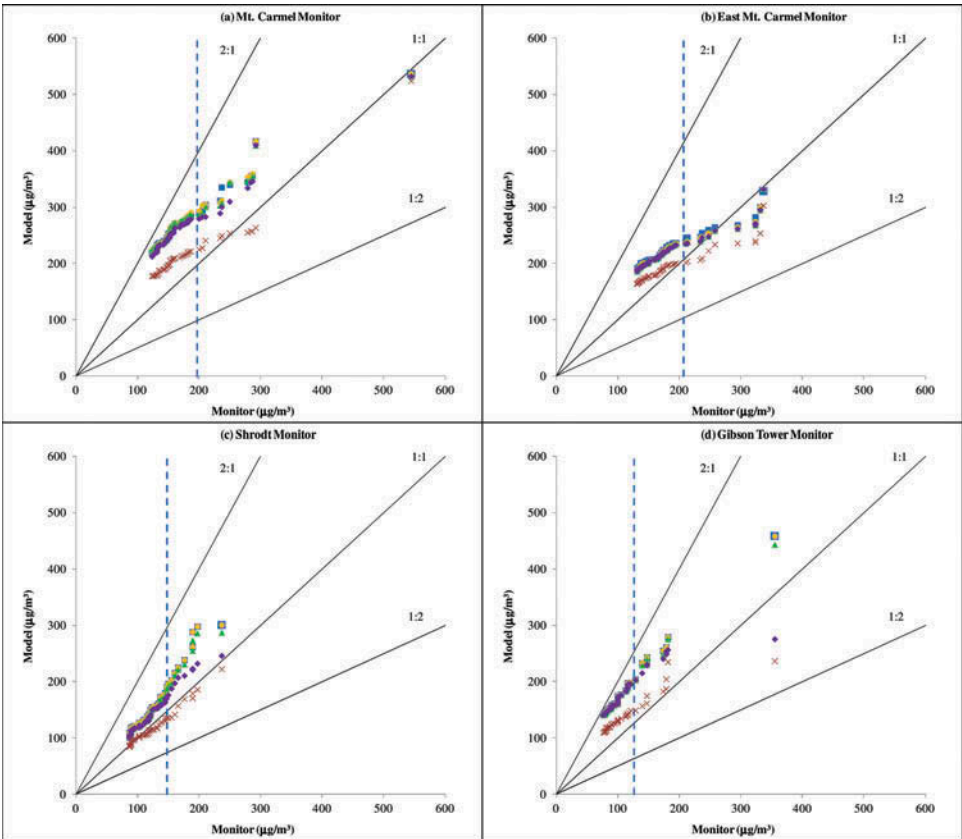 (a) Mt. Carmel Monitor
600
500
400
300
200
100
0
Model (µg/m³)
2:1
1:1
1:2
0 100 200 300 400 500 600
Monitor (µg/m³)
(b) East Mt. Carmel Monitor
600
500
400
300
200
100
0
Model (µg/m³)
2:1
1:1
1:2
0 100 200 300 400 500 600
Monitor (µg/m³)
(c) Shrodt Monitor
600
500
400
300
200
100
0
Model (µg/m³)
2:1
1:1
1:2
0 100 200 300 400 500 600
Monitor (µg/m³)
(d) Gibson Tower Monitor
600
500
400
300
200
100
0
Model (µg/m³)
2:1
1:1
1:2
0 100 200 300 400 500 600
Monitor (µg/m³)